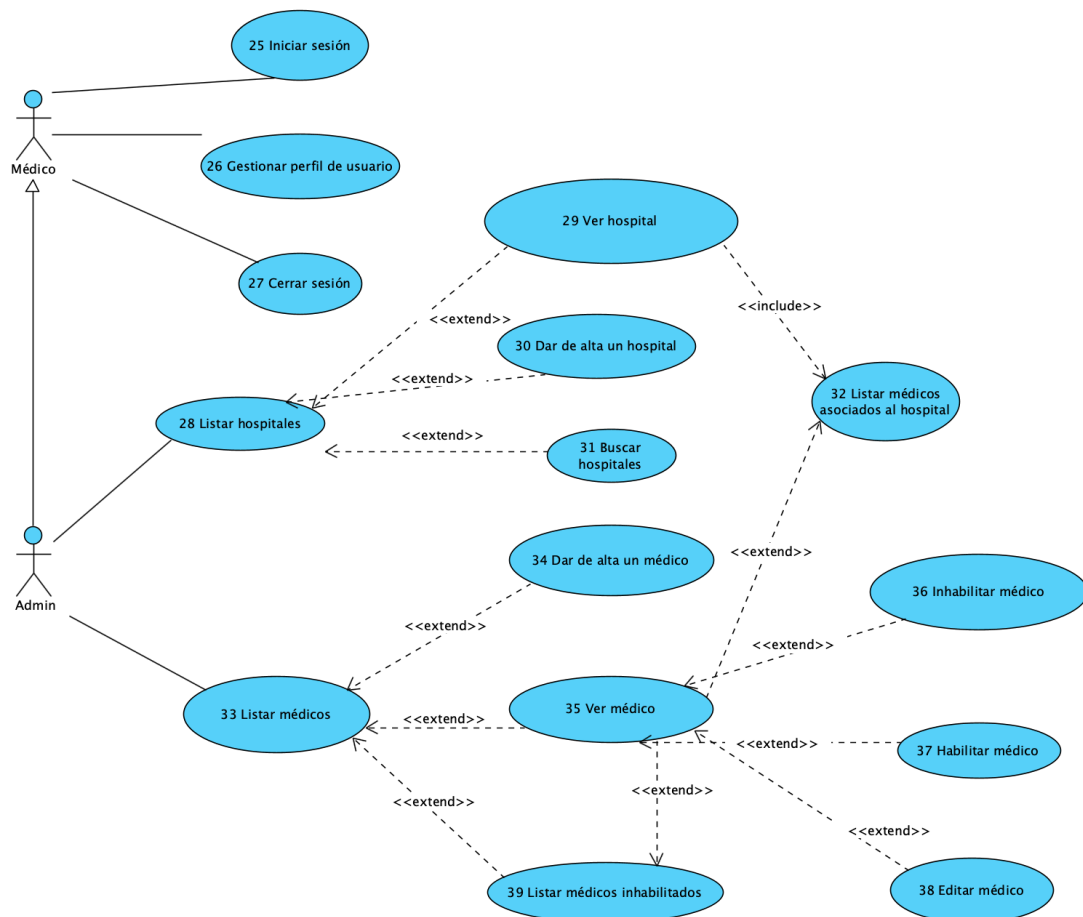 25 Iniciar sesión
Médico
26 Gestionar perfil de usuario
29 Ver hospital
27 Cerrar sesión
<<include>>
<<extend>>
30 Dar de alta un hospital
<<extend>>
32 Listar médicos
asociados al hospital
28 Listar hospitales
<<extend>>
31 Buscar
hospitales
<<extend>>
34 Dar de alta un médico
36 Inhabilitar médico
Admin
<<extend>>
<<extend>>
33 Listar médicos
35 Ver médico
<<extend>>
<<extend>>
37 Habilitar médico
<<extend>>
<<extend>>
<<extend>>
39 Listar médicos inhabilitados
38 Editar médico